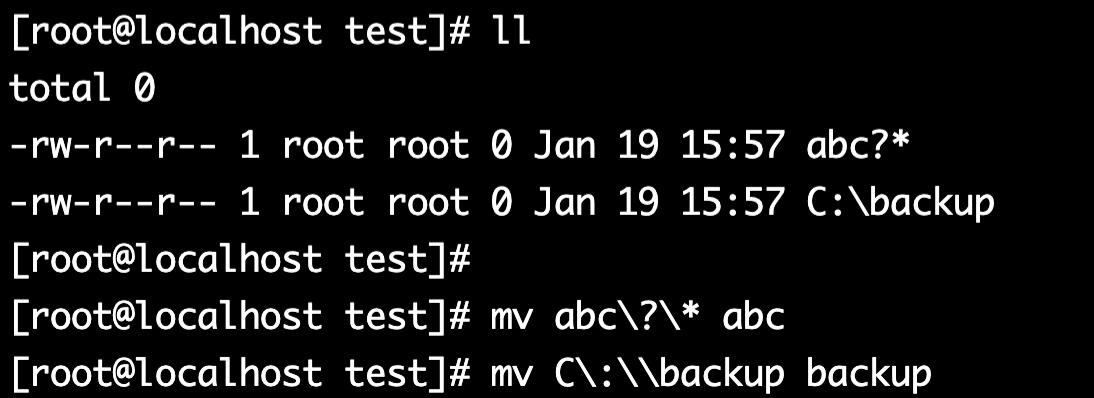 [root@localhost test]# ll
total 0
-rw-r--r-- 1 root root 0 Jan 19 15:57 abc?*
-rw-r--r-- 1 root root 0 Jan 19 15:57 C:\backup
[root@localhost test]#
[root@localhost test]# mv abc\?\* abc
[root@localhost test]# mv C\:\\backup backup